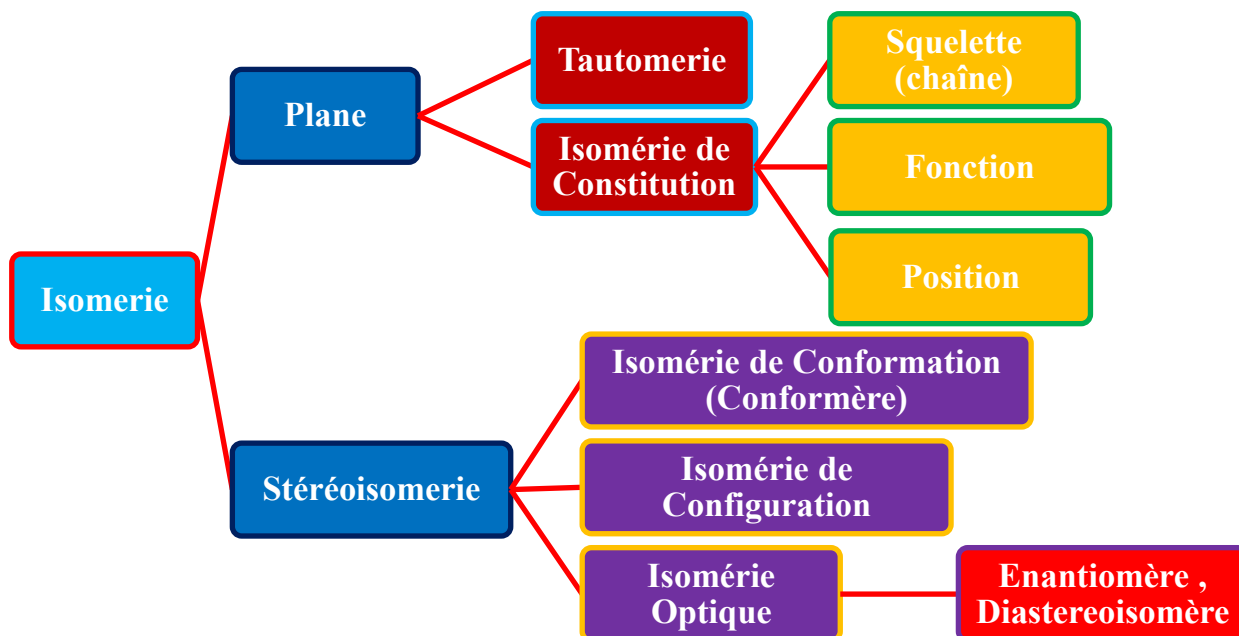 Isomerie
Plane
Tautomerie
Isomérie de
Constitution
Squelette
(chaîne)
Fonction
Position
Stéréoisomerie
Isomérie de Conformation
(Conformère)
Isomérie de
Configuration
Isomérie
Optique
Enantiomère ,
Diastereoisomère